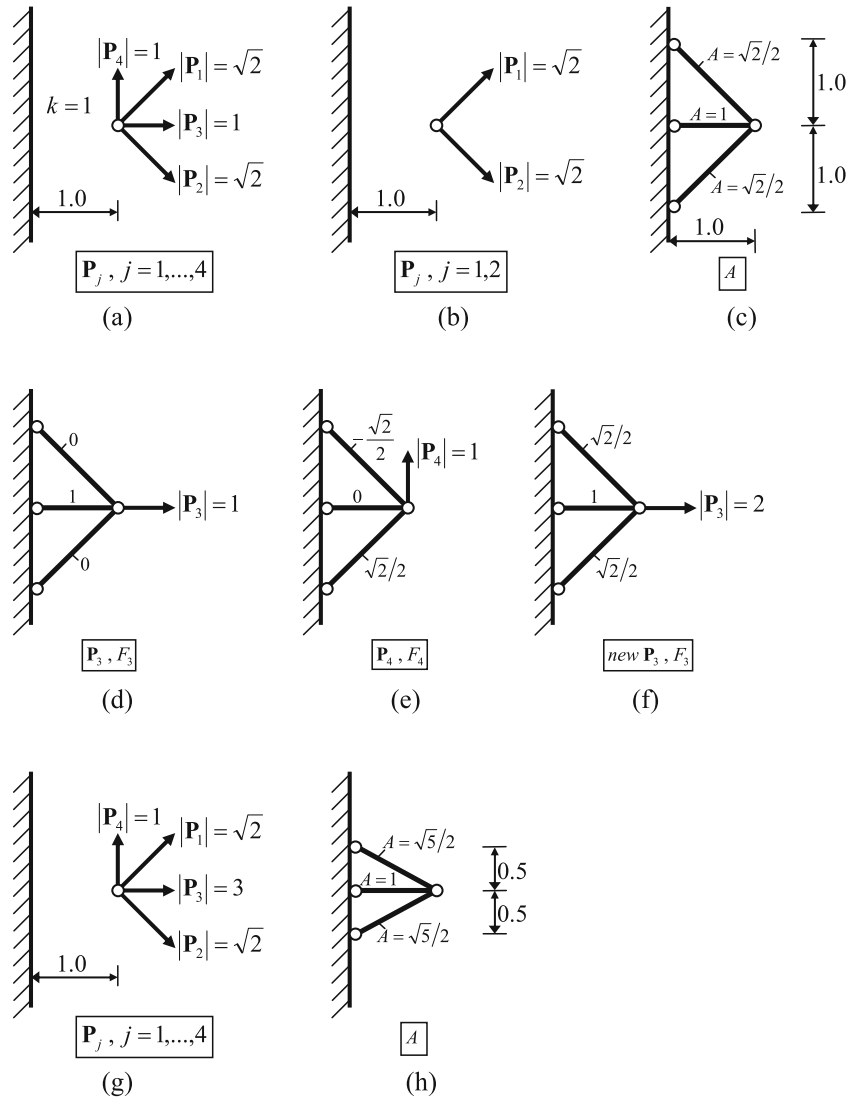 |P₄| = 1
|P₁| = √2
k = 1
|P₃| = 1
|P₂| = √2
1.0
Pⱼ , j = 1,...,4
(a)
|P₁| = √2
|P₂| = √2
1.0
Pⱼ , j = 1,2
(b)
A = √2/2
A = 1
A = √2/2
1.0
1.0
1.0
A
(c)
0
1
0
|P₃| = 1
P₃ , F₃
(d)
−√2/2
0
√2/2
|P₄| = 1
P₄ , F₄
(e)
√2/2
1
√2/2
|P₃| = 2
new P₃ , F₃
(f)
|P₄| = 1
|P₁| = √2
|P₃| = 3
|P₂| = √2
1.0
Pⱼ , j = 1,...,4
(g)
A = √5/2
A = 1
A = √5/2
0.5
0.5
A
(h)